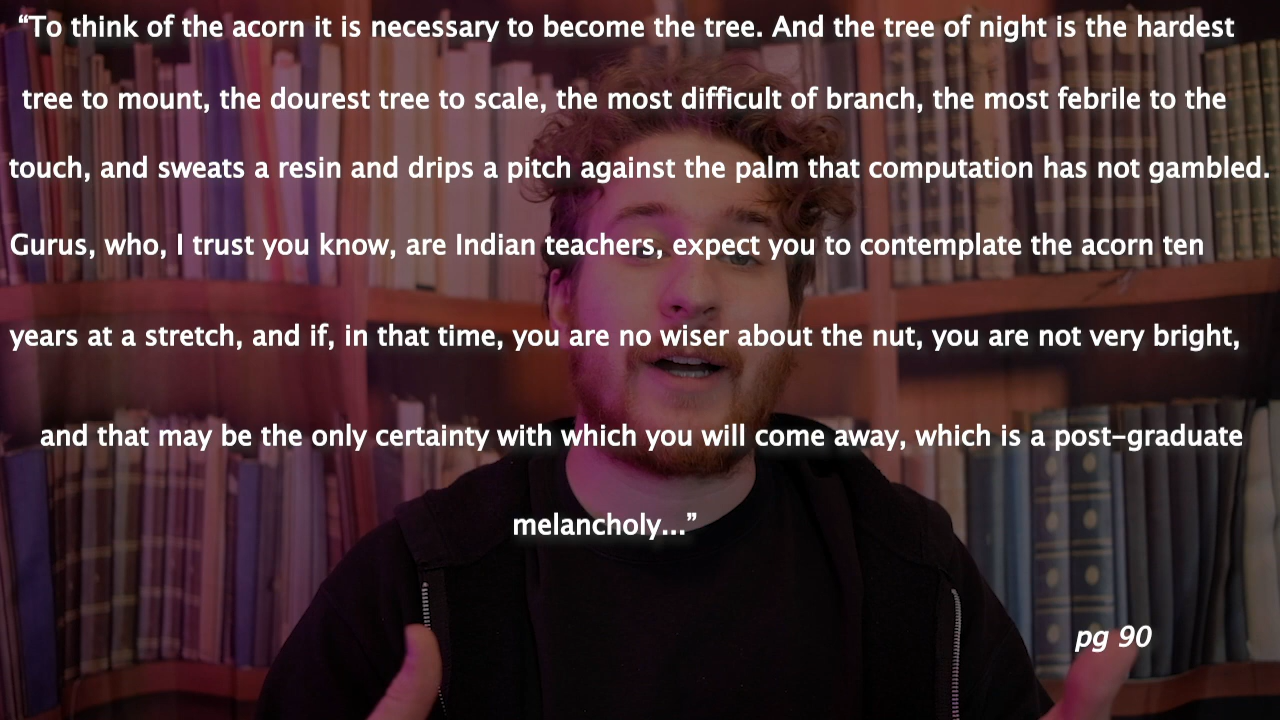 “To think of the acorn it is necessary to become the tree. And the tree of night is the hardest
tree to mount, the dourest tree to scale, the most difficult of branch, the most febrile to the
touch, and sweats a resin and drips a pitch against the palm that computation has not gambled.
Gurus, who, I trust you know, are Indian teachers, expect you to contemplate the acorn ten
years at a stretch, and if, in that time, you are no wiser about the nut, you are not very bright,
and that may be the only certainty with which you will come away, which is a post-graduate
melancholy...”
pg 90